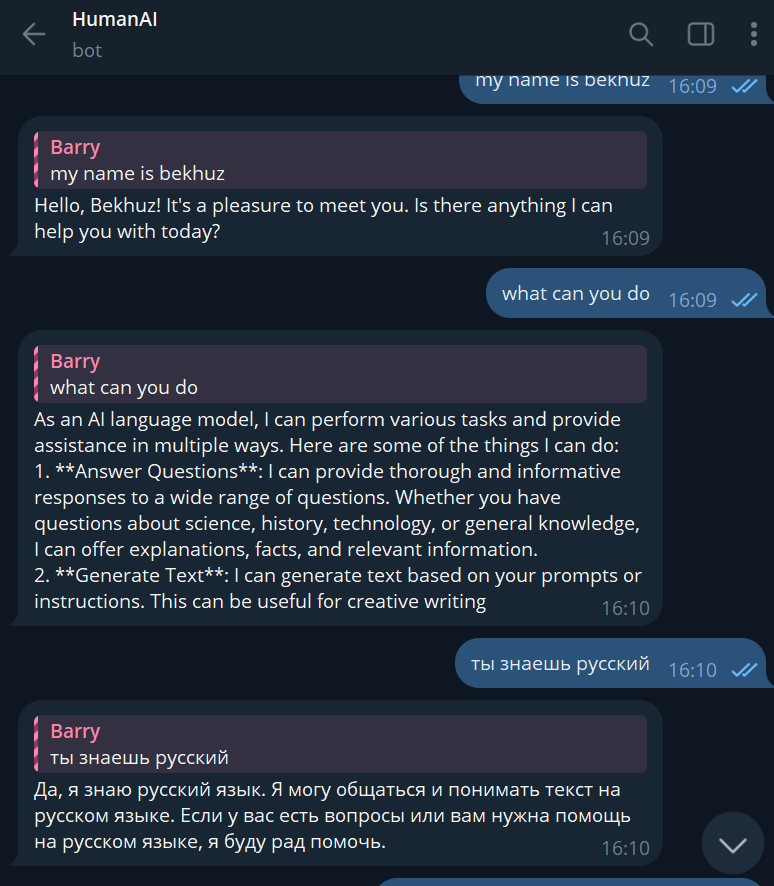 HumanAI
bot
my name is bekhuz 16:09
Barry
my name is bekhuz
Hello, Bekhuz! It's a pleasure to meet you. Is there anything I can
help you with today?
16:09
what can you do 16:09
Barry
what can you do
As an AI language model, I can perform various tasks and provide
assistance in multiple ways. Here are some of the things I can do:
1. **Answer Questions**: I can provide thorough and informative
responses to a wide range of questions. Whether you have
questions about science, history, technology, or general knowledge,
I can offer explanations, facts, and relevant information.
2. **Generate Text**: I can generate text based on your prompts or
instructions. This can be useful for creative writing
16:10
ты знаешь русский 16:10
Barry
ты знаешь русский
Да, я знаю русский язык. Я могу общаться и понимать текст на
русском языке. Если у вас есть вопросы или вам нужна помощь
на русском языке, я буду рад помочь.
16:10